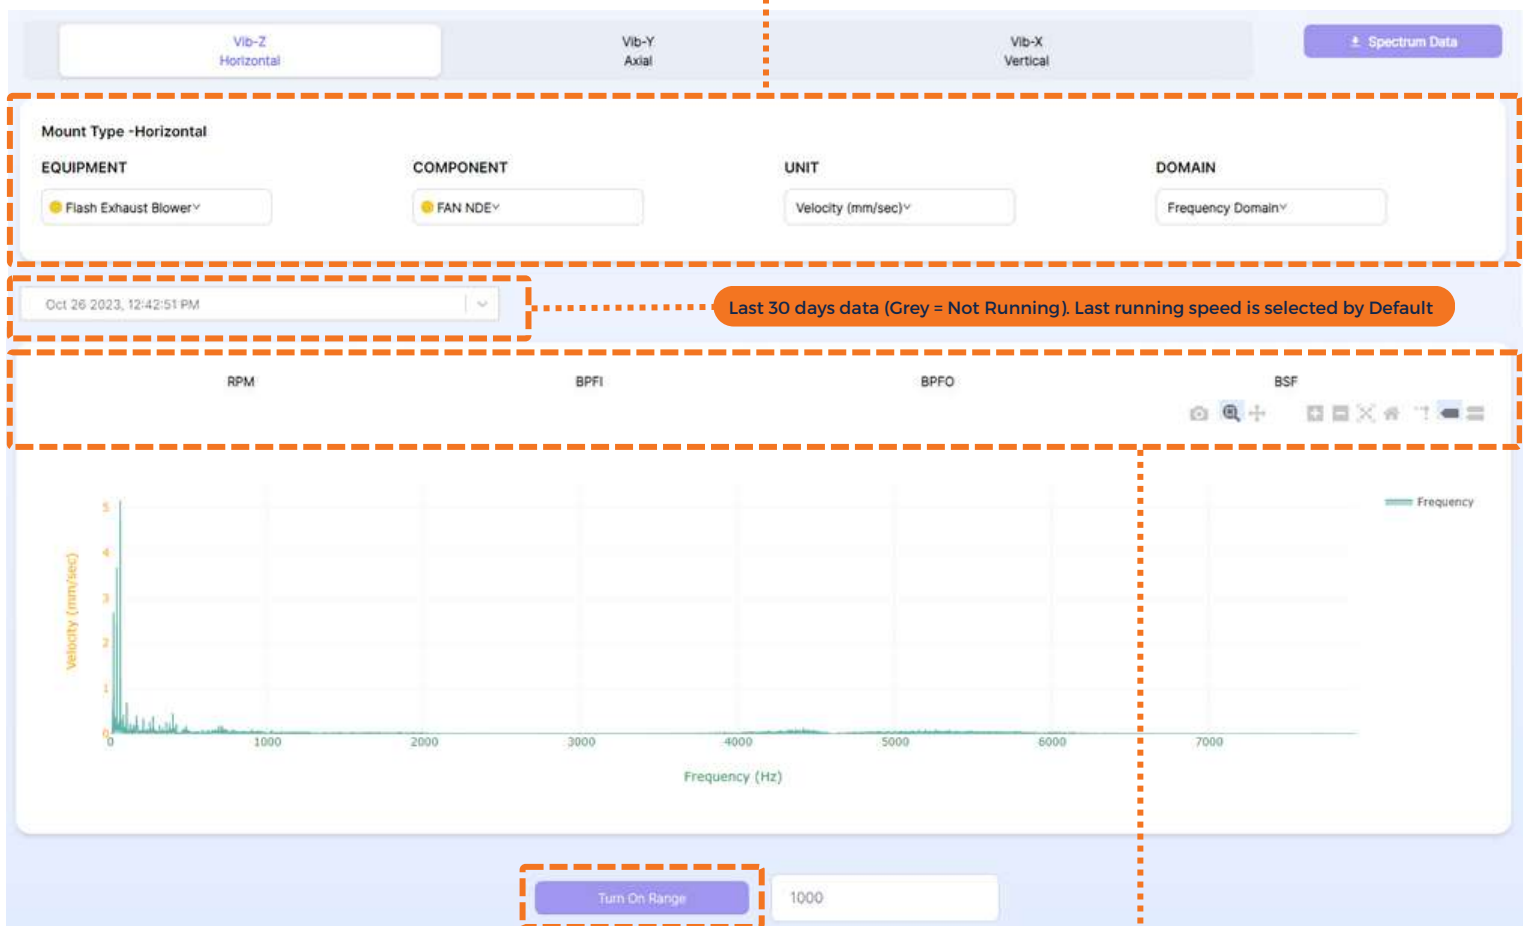 Vib-Z
Horizontal
Vib-Y
Axial
Vib-X
Vertical
Spectrum Data
Mount Type -Horizontal
EQUIPMENT
COMPONENT
UNIT
DOMAIN
Flash Exhaust Blower
FAN NDE
Velocity (mm/sec)
Frequency Domain
Oct 26 2023, 12:42:51 PM
Last 30 days data (Grey = Not Running). Last running speed is selected by Default
RPM
BPFI
BPFO
BSF
Frequency
Velocity (mm/sec)
5
4
3
2
1
0
0
1000
2000
3000
4000
5000
6000
7000
Frequency (Hz)
Turn On Range
1000